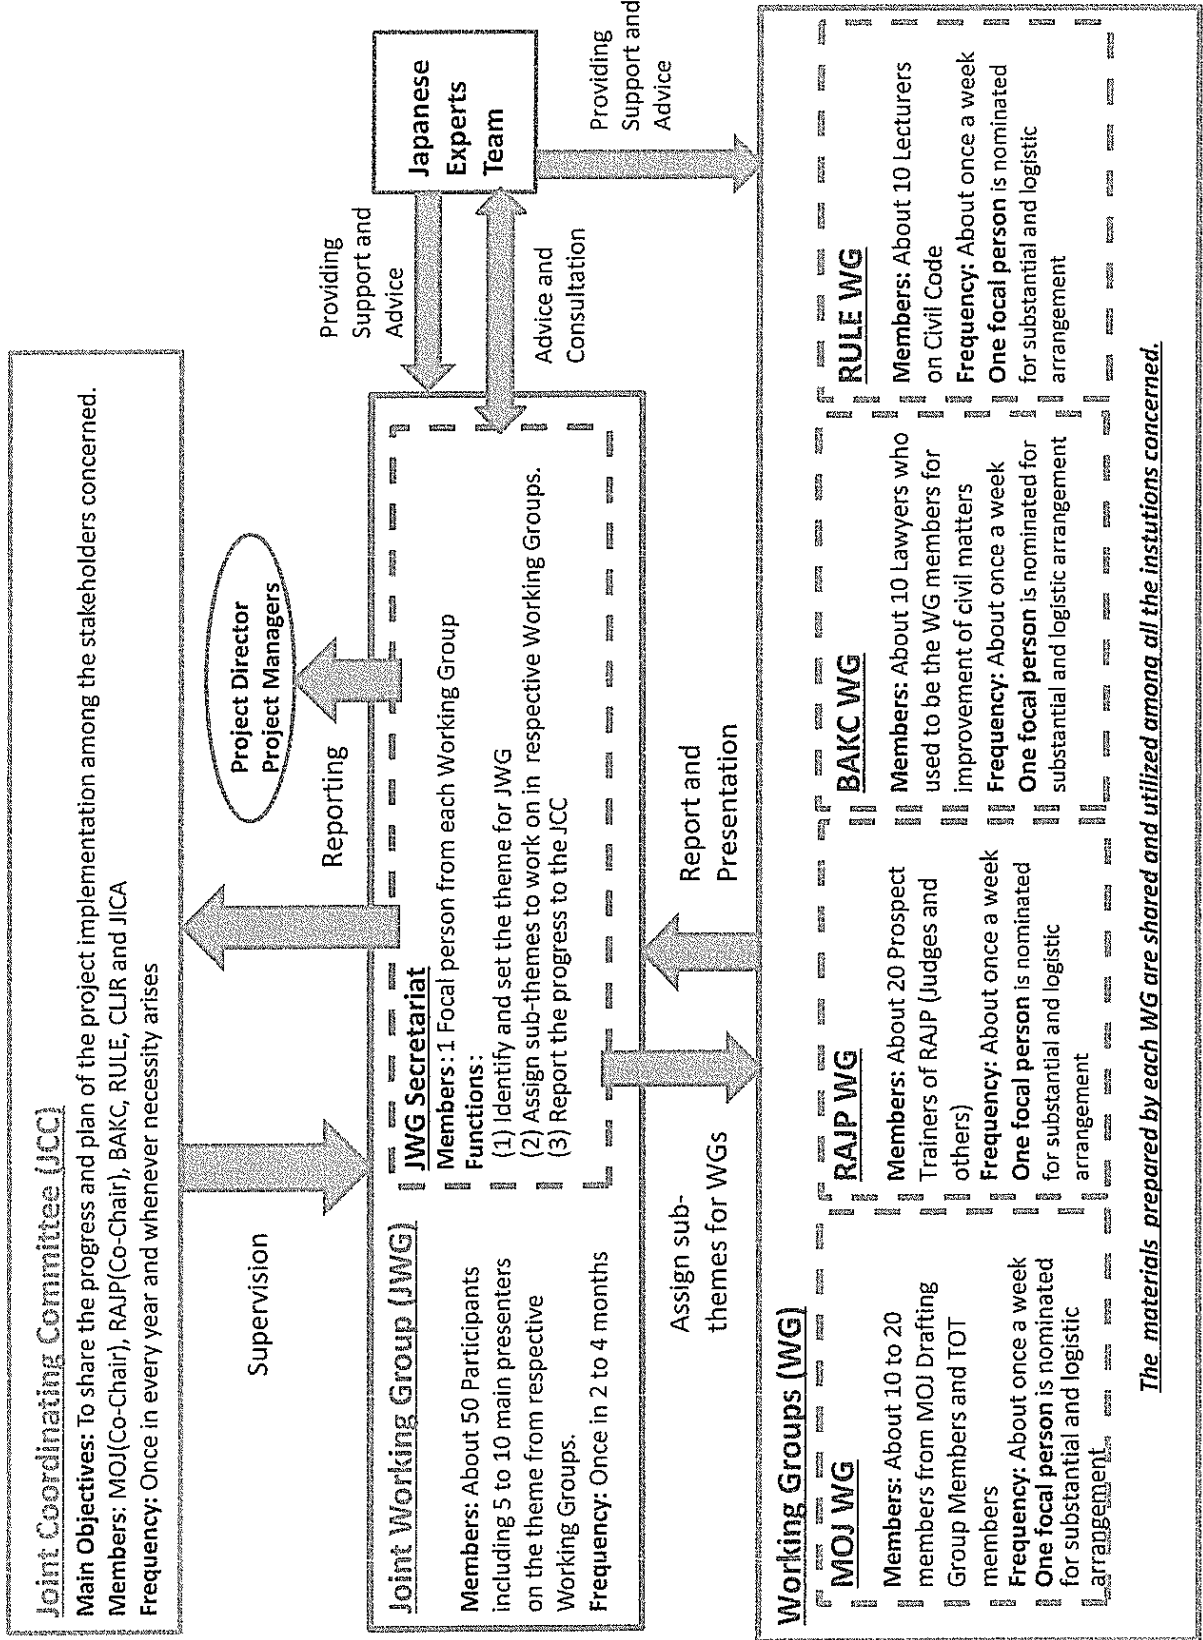 Joint Coordinating Committee (JCC)
Main Objectives: To share the progress and plan of the project implementation among the stakeholders concerned.
Members: MOJ(Co-Chair), RAJP(Co-Chair), BAKC, RULE, CLJR and JICA
Frequency: Once in every year and whenever necessity arises
Supervision
Reporting
Project Director
Project Managers
Joint Working Group (JWG)
Members: About 50 Participants
including 5 to 10 main presenters
on the theme from respective
Working Groups.
Frequency: Once in 2 to 4 months
JWG Secretariat
Members : 1 Focal person from each Working Group
Functions :
(1) Identify and set the theme for JWG
(2) Assign sub-themes to work on in respective Working Groups.
(3) Report the progress to the JCC
Providing
Support and
Advice
Advice and
Consultation
Japanese
Experts
Team
Providing
Support and
Advice
Assign sub-
themes for WGs
Report and
Presentation
Working Groups (WG)
MOJ WG
Members: About 10 to 20
members from MOJ Drafting
Group Members and TOT
members
Frequency: About once a week
One focal person is nominated
for substantial and logistic
arrangement
RAJP WG
Members: About 20 Prospect
Trainers of RAJP (Judges and
others)
Frequency: About once a week
One focal person is nominated
for substantial and logistic
arrangement
BAKC WG
Members: About 10 Lawyers who
used to be the WG members for
improvement of civil matters
Frequency: About once a week
One focal person is nominated for
substantial and logistic arrangement
RULE WG
Members: About 10 Lecturers
on Civil Code
Frequency: About once a week
One focal person is nominated
for substantial and logistic
arrangement
The materials prepared by each WG are shared and utilized among all the instutions concerned.